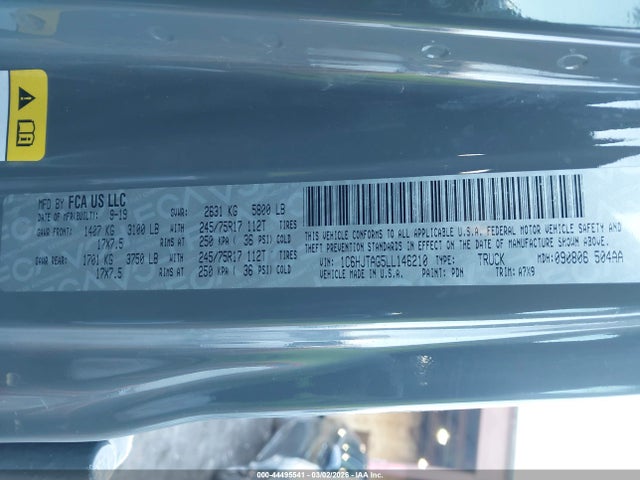 MFD BY FCA US LLC
DATE OF MFR/BUILT: 9-19 GVWR: 2631 KG 5800 LB
GAWR FRONT: 1407 KG 3100 LB WITH 245/75R17 112T TIRES
17X7.5 RIMS AT 250 KPA ( 36 PSI) COLD
GAWR REAR: 1701 KG 3750 LB WITH 245/75R17 112T TIRES
17X7.5 RIMS AT 250 KPA ( 36 PSI) COLD
THIS VEHICLE CONFORMS TO ALL APPLICABLE U.S.A. FEDERAL MOTOR VEHICLE SAFETY AND
THEFT PREVENTION STANDARDS IN EFFECT ON THE DATE OF MANUFACTURE SHOWN ABOVE.
VIN: 1C6HJTAG5LL146210 TYPE: TRUCK MDH: 090806 504AA
MADE IN U.S.A. PAINT: PDN TRIM: A7X9
000-44495541 - 03/02/2026 - IAA Inc.